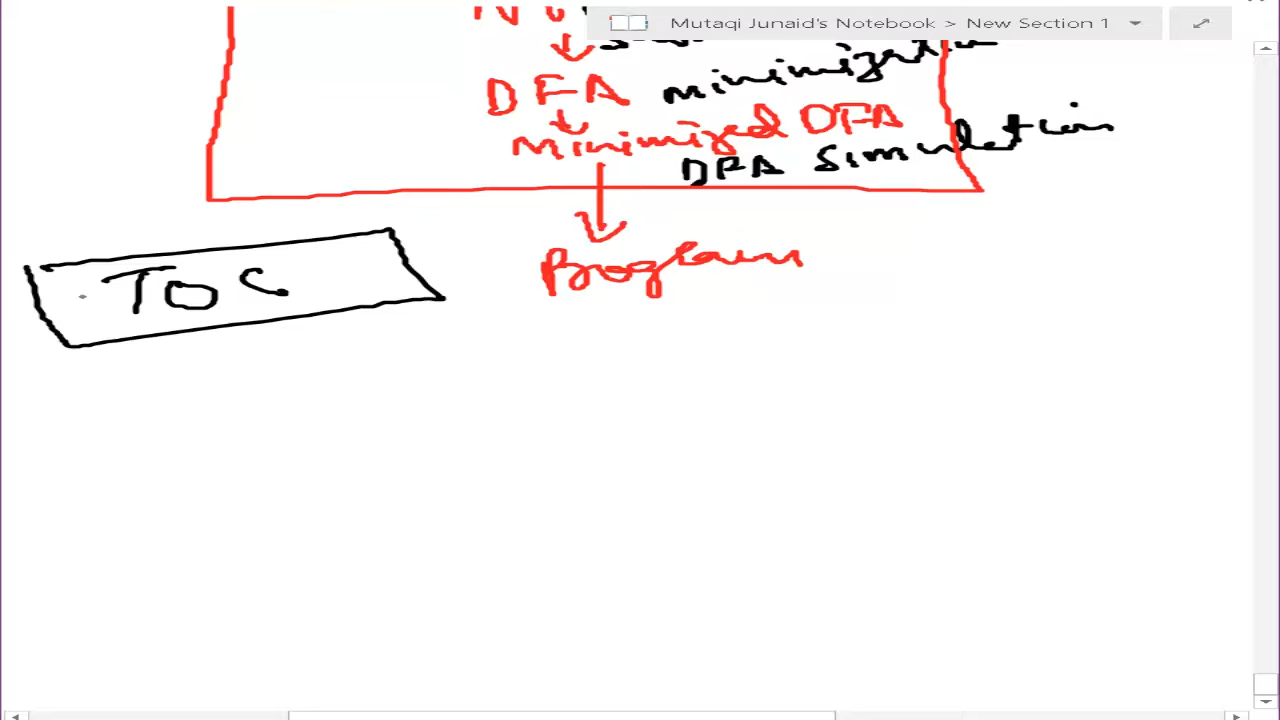 Mutaqi Junaid's Notebook > New Section 1
DFA minimization
minimized DFA
DFA Simulation
Program
TOC